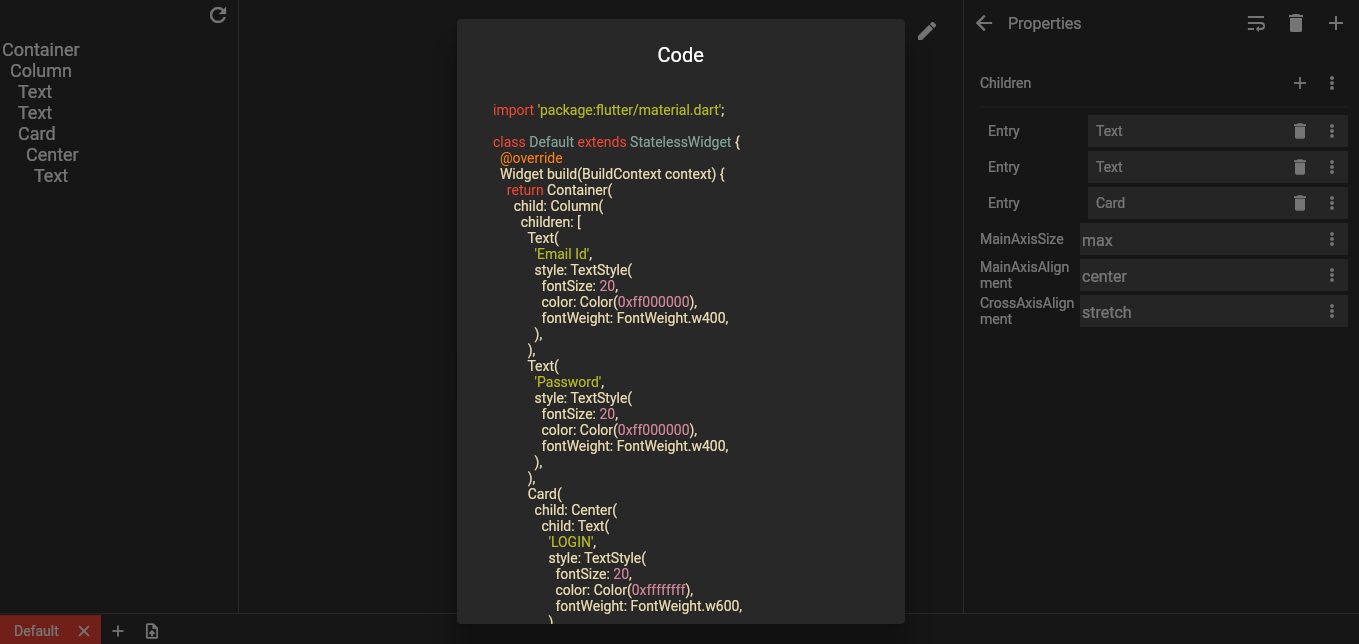 Container
Column
Text
Text
Card
Center
Text
Code
import 'package:flutter/material.dart';
class Default extends StatelessWidget {
@override
Widget build(BuildContext context) {
return Container(
child: Column(
children: [
Text(
'Email Id',
style: TextStyle(
fontSize: 20,
color: Color(0xff000000),
fontWeight: FontWeight.w400,
),
),
Text(
'Password',
style: TextStyle(
fontSize: 20,
color: Color(0xff000000),
fontWeight: FontWeight.w400,
),
),
Card(
child: Center(
child: Text(
'LOGIN',
style: TextStyle(
fontSize: 20,
color: Color(0xffffffff),
fontWeight: FontWeight.w600,
)
Properties
Children
Entry Text
Entry Text
Entry Card
MainAxisSize max
MainAxisAlign
ment center
CrossAxisAlign
ment stretch
Default